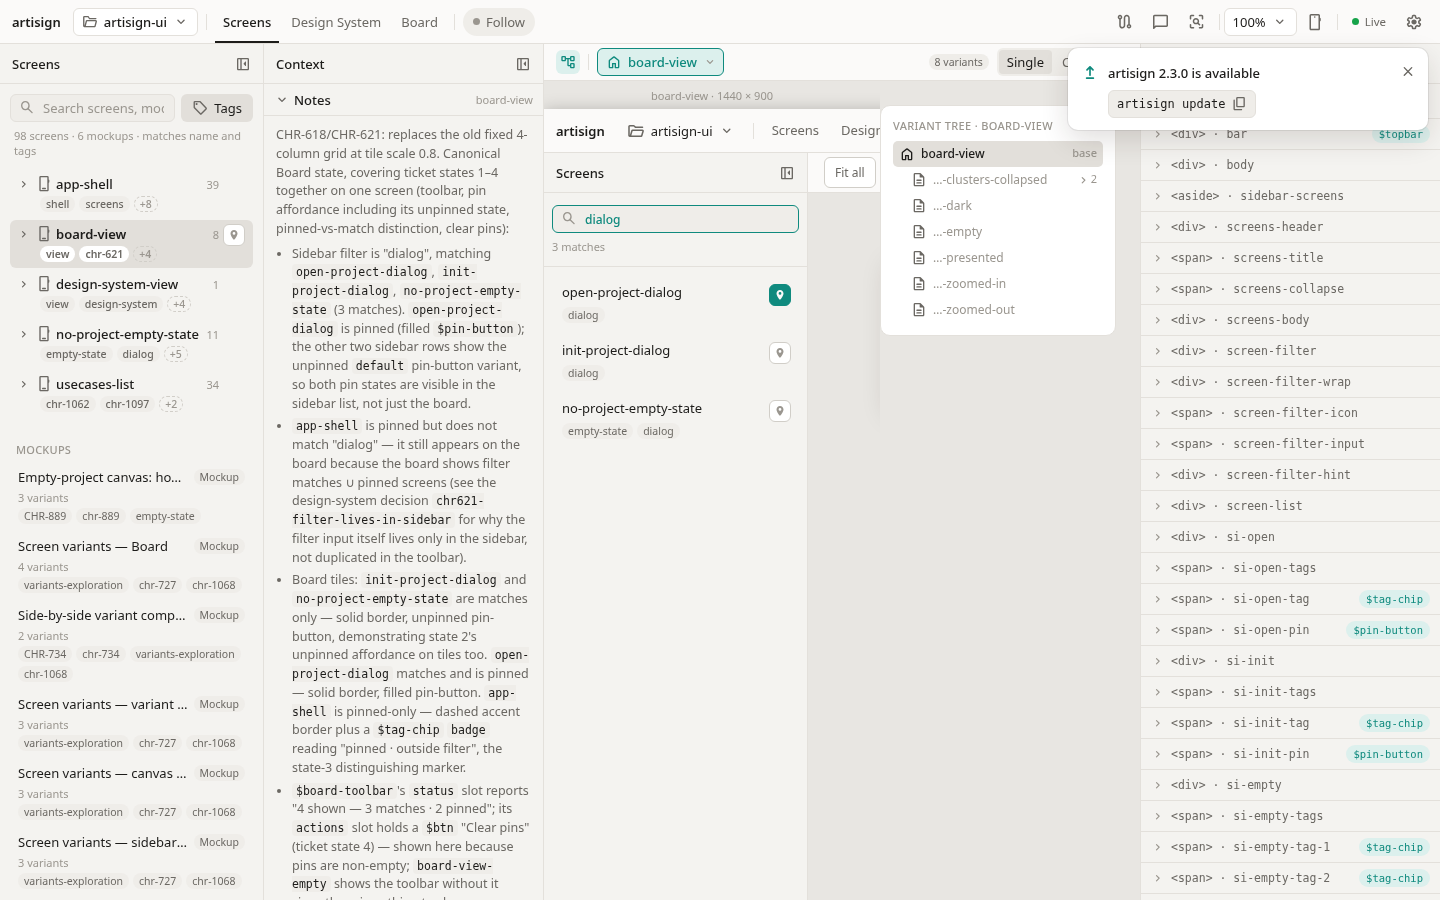 artisign
artisign-ui
Screens
Design System
Board
Follow
100%
Live
Screens
Search screens, moc
Tags
98 screens · 6 mockups · matches name and
tags
app-shell
39
shell
screens
+8
board-view
8
view
chr-621
+4
design-system-view
1
view
design-system
+4
no-project-empty-state
11
empty-state
dialog
+5
usecases-list
34
chr-1062
chr-1097
+2
MOCKUPS
Empty-project canvas: ho...
Mockup
3 variants
CHR-889
chr-889
empty-state
Screen variants — Board
Mockup
4 variants
variants-exploration
chr-727
chr-1068
Side-by-side variant comp...
Mockup
2 variants
CHR-734
chr-734
variants-exploration
chr-1068
Screen variants — variant ...
Mockup
3 variants
variants-exploration
chr-727
chr-1068
Screen variants — canvas ...
Mockup
3 variants
variants-exploration
chr-727
chr-1068
Screen variants — sidebar...
Mockup
3 variants
variants-exploration
chr-727
chr-1068
Context
Notes
board-view
CHR-618/CHR-621: replaces the old fixed 4-
column grid at tile scale 0.8. Canonical
Board state, covering ticket states 1–4
together on one screen (toolbar, pin
affordance including its unpinned state,
pinned-vs-match distinction, clear pins):
• Sidebar filter is "dialog", matching
open-project-dialog , init-
project-dialog , no-project-empty-
state (3 matches). open-project-
dialog is pinned (filled $pin-button );
the other two sidebar rows show the
unpinned default pin-button variant,
so both pin states are visible in the
sidebar list, not just the board.
• app-shell is pinned but does not
match "dialog" — it still appears on the
board because the board shows filter
matches ∪ pinned screens (see the
design-system decision chr621-
filter-lives-in-sidebar for why the
filter input itself lives only in the sidebar,
not duplicated in the toolbar).
• Board tiles: init-project-dialog and
no-project-empty-state are matches
only — solid border, unpinned pin-
button, demonstrating state 2's
unpinned affordance on tiles too. open-
project-dialog matches and is pinned
— solid border, filled pin-button. app-
shell is pinned-only — dashed accent
border plus a $tag-chip badge
reading "pinned · outside filter", the
state-3 distinguishing marker.
• $board-toolbar 's status slot reports
"4 shown — 3 matches · 2 pinned"; its
actions slot holds a $btn "Clear pins"
(ticket state 4) — shown here because
pins are non-empty; board-view-
empty shows the toolbar without it
board-view
8 variants
Single
board-view · 1440 × 900
artisign
artisign-ui
Screens
Design
Screens
Fit all
dialog
3 matches
open-project-dialog
dialog
init-project-dialog
dialog
no-project-empty-state
empty-state
dialog
VARIANT TREE · BOARD-VIEW
board-view
base
...-clusters-collapsed
2
...-dark
...-empty
...-presented
...-zoomed-in
...-zoomed-out
artisign 2.3.0 is available
artisign update
<div> · bar
$topbar
<div> · body
<aside> · sidebar-screens
<div> · screens-header
<span> · screens-title
<span> · screens-collapse
<div> · screens-body
<div> · screen-filter
<div> · screen-filter-wrap
<span> · screen-filter-icon
<span> · screen-filter-input
<div> · screen-filter-hint
<div> · screen-list
<div> · si-open
<span> · si-open-tags
<span> · si-open-tag
$tag-chip
<span> · si-open-pin
$pin-button
<div> · si-init
<span> · si-init-tags
<span> · si-init-tag
$tag-chip
<span> · si-init-pin
$pin-button
<div> · si-empty
<span> · si-empty-tags
<span> · si-empty-tag-1
$tag-chip
<span> · si-empty-tag-2
$tag-chip